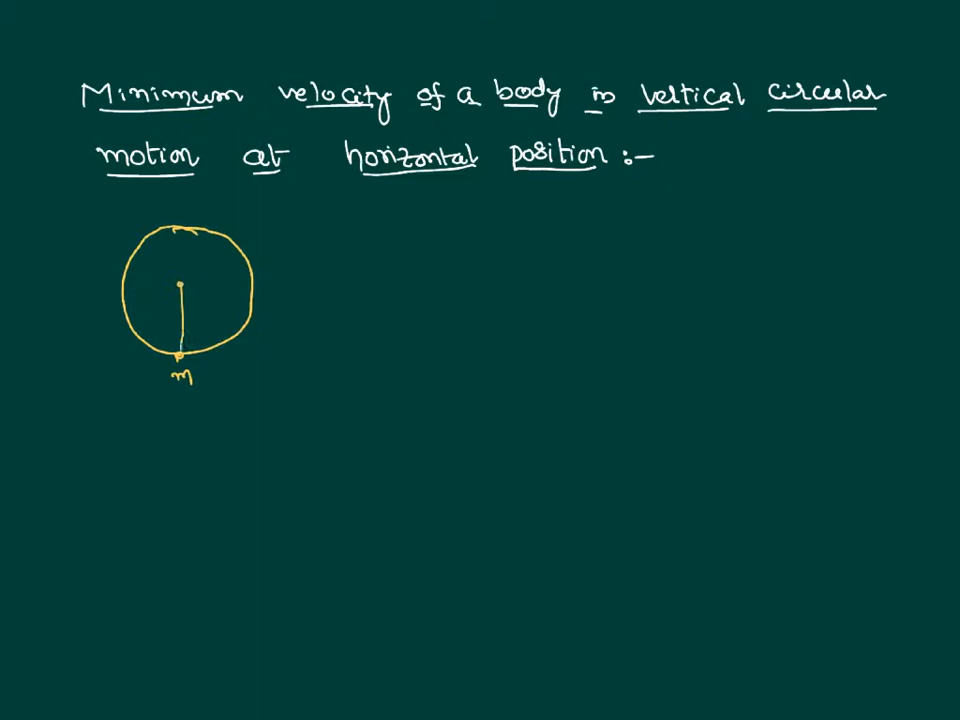 Minimum velocity of a body in vertical circular
motion at horizontal position :-
m